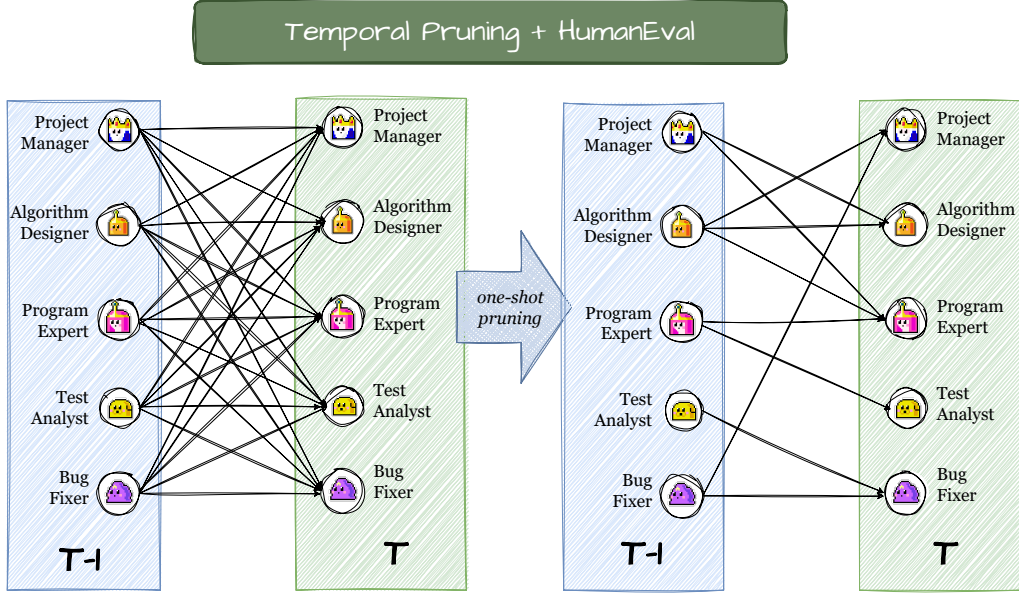 Temporal Pruning + HumanEval
Project
Manager
Algorithm
Designer
Program
Expert
Test
Analyst
Bug
Fixer
T-1
Project
Manager
Algorithm
Designer
Program
Expert
Test
Analyst
Bug
Fixer
T
one-shot
pruning
Project
Manager
Algorithm
Designer
Program
Expert
Test
Analyst
Bug
Fixer
T-1
Project
Manager
Algorithm
Designer
Program
Expert
Test
Analyst
Bug
Fixer
T